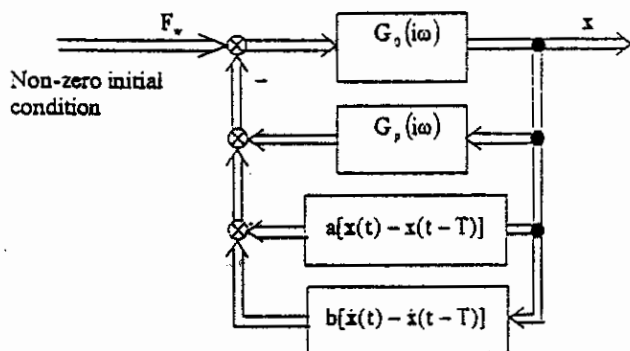 F_w
G_0(iω)
x
−
Non-zero initial
condition
G_p(iω)
a[x(t) − x(t − T)]
b[ẋ(t) − ẋ(t − T)]